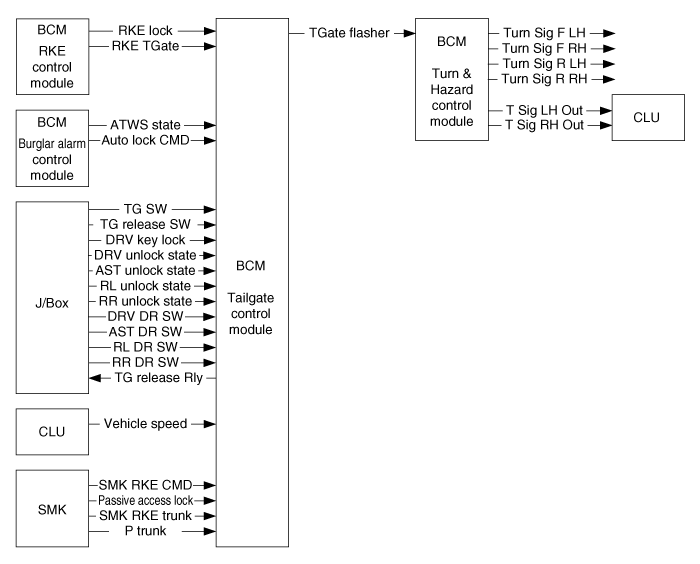 BCM
RKE
control
module
RKE lock
RKE TGate
BCM
Burglar alarm
control
module
ATWS state
Auto lock CMD
J/Box
TG SW
TG release SW
DRV key lock
DRV unlock state
AST unlock state
RL unlock state
RR unlock state
DRV DR SW
AST DR SW
RL DR SW
RR DR SW
TG release Rly
CLU
Vehicle speed
SMK
SMK RKE CMD
Passive access lock
SMK RKE trunk
P trunk
BCM
Tailgate
control
module
TGate flasher
BCM
Turn &
Hazard
control
module
Turn Sig F LH
Turn Sig F RH
Turn Sig R LH
Turn Sig R RH
T Sig LH Out
T Sig RH Out
CLU